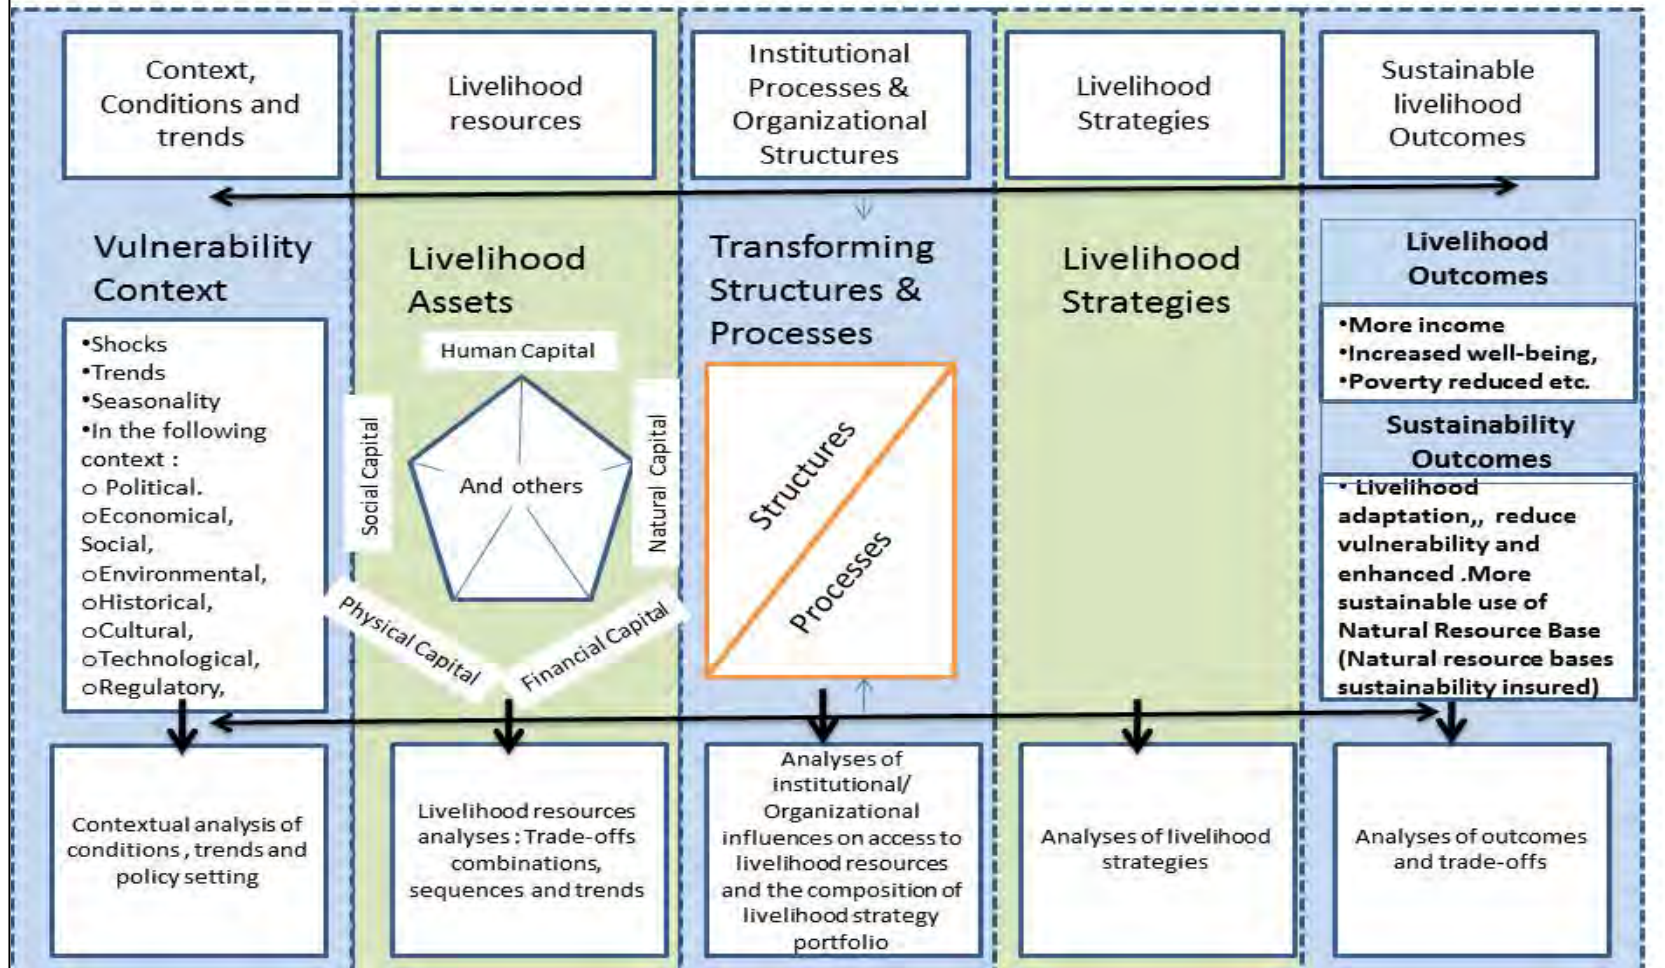 Context,
Conditions and
trends
Livelihood
resources
Institutional
Processes &
Organizational
Structures
Livelihood
Strategies
Sustainable
livelihood
Outcomes
Vulnerability
Context
•Shocks
•Trends
•Seasonality
•In the following
context :
o Political.
oEconomical,
Social,
oEnvironmental,
oHistorical,
oCultural,
oTechnological,
oRegulatory,
Livelihood
Assets
Human Capital
Social Capital
Natural Capital
And others
Physical Capital
Financial Capital
Transforming
Structures &
Processes
Structures
Processes
Livelihood
Strategies
Livelihood
Outcomes
•More income
•Increased well-being,
•Poverty reduced etc.
Sustainability
Outcomes
• Livelihood
adaptation,, reduce
vulnerability and
enhanced .More
sustainable use of
Natural Resource Base
(Natural resource bases
sustainability insured)
Contextual analysis of
conditions , trends and
policy setting
Livelihood resources
analyses : Trade-offs
combinations,
sequences and trends
Analyses of
institutional/
Organizational
influences on access to
livelihood resources
and the composition of
livelihood strategy
portfolio
Analyses of livelihood
strategies
Analyses of outcomes
and trade-offs